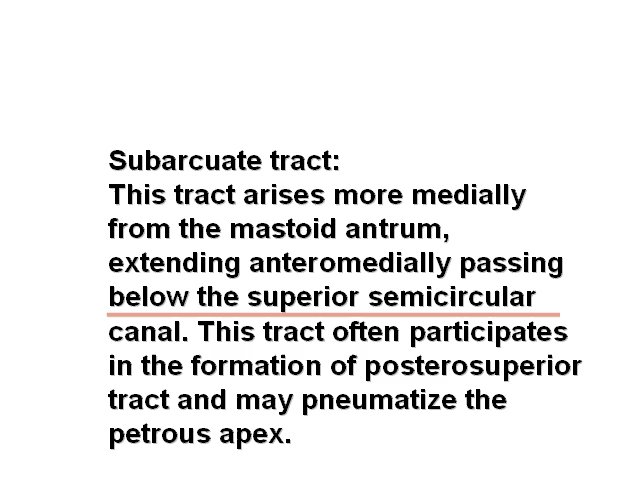 Subarcuate tract:
This tract arises more medially
from the mastoid antrum,
extending anteromedially passing
below the superior semicircular
canal. This tract often participates
in the formation of posterosuperior
tract and may pneumatize the
petrous apex.